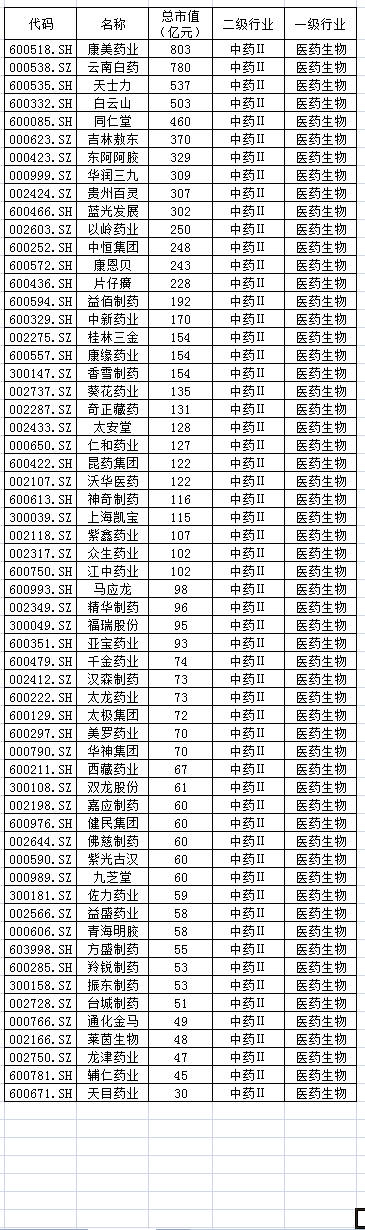 代码 名称 总市值（亿元） 二级行业 一级行业
600518.SH 康美药业 803 中药II 医药生物
000538.SZ 云南白药 780 中药II 医药生物
600535.SH 天士力 537 中药II 医药生物
600332.SH 白云山 503 中药II 医药生物
600085.SH 同仁堂 460 中药II 医药生物
000623.SZ 吉林敖东 370 中药II 医药生物
000423.SZ 东阿阿胶 329 中药II 医药生物
000999.SZ 华润三九 309 中药II 医药生物
002424.SZ 贵州百灵 307 中药II 医药生物
600466.SH 蓝光发展 302 中药II 医药生物
002603.SZ 以岭药业 250 中药II 医药生物
600252.SH 中恒集团 248 中药II 医药生物
600572.SH 康恩贝 243 中药II 医药生物
600436.SH 片仔癀 228 中药II 医药生物
600594.SH 益佰制药 192 中药II 医药生物
600329.SH 中新药业 170 中药II 医药生物
002275.SZ 桂林三金 154 中药II 医药生物
600557.SH 康缘药业 154 中药II 医药生物
300147.SZ 香雪制药 154 中药II 医药生物
002737.SZ 葵花药业 135 中药II 医药生物
002287.SZ 奇正藏药 131 中药II 医药生物
002433.SZ 太安堂 128 中药II 医药生物
000650.SZ 仁和药业 127 中药II 医药生物
600422.SH 昆药集团 122 中药II 医药生物
002107.SZ 沃华医药 122 中药II 医药生物
600613.SH 神奇制药 116 中药II 医药生物
300039.SZ 上海凯宝 115 中药II 医药生物
002118.SZ 紫鑫药业 107 中药II 医药生物
002317.SZ 众生药业 102 中药II 医药生物
600750.SH 江中药业 102 中药II 医药生物
600993.SH 马应龙 98 中药II 医药生物
002349.SZ 精华制药 96 中药II 医药生物
300049.SZ 福瑞股份 95 中药II 医药生物
600351.SH 亚宝药业 93 中药II 医药生物
600479.SH 千金药业 74 中药II 医药生物
002412.SZ 汉森制药 73 中药II 医药生物
600222.SH 太龙药业 73 中药II 医药生物
600129.SH 太极集团 72 中药II 医药生物
600297.SH 美罗药业 70 中药II 医药生物
000790.SZ 华神集团 70 中药II 医药生物
600211.SH 西藏药业 67 中药II 医药生物
300108.SZ 双龙股份 61 中药II 医药生物
002198.SZ 嘉应制药 60 中药II 医药生物
600976.SH 健民集团 60 中药II 医药生物
002644.SZ 佛慈制药 60 中药II 医药生物
000590.SZ 紫光古汉 60 中药II 医药生物
000989.SZ 九芝堂 60 中药II 医药生物
300181.SZ 佐力药业 59 中药II 医药生物
002566.SZ 益盛药业 58 中药II 医药生物
000606.SZ 青海明胶 58 中药II 医药生物
603998.SH 方盛制药 55 中药II 医药生物
600285.SH 羚锐制药 53 中药II 医药生物
300158.SZ 振东制药 53 中药II 医药生物
002728.SZ 台城制药 51 中药II 医药生物
000766.SZ 通化金马 49 中药II 医药生物
002166.SZ 莱茵生物 48 中药II 医药生物
002750.SZ 龙津药业 47 中药II 医药生物
600781.SH 辅仁药业 45 中药II 医药生物
600671.SH 天目药业 30 中药II 医药生物